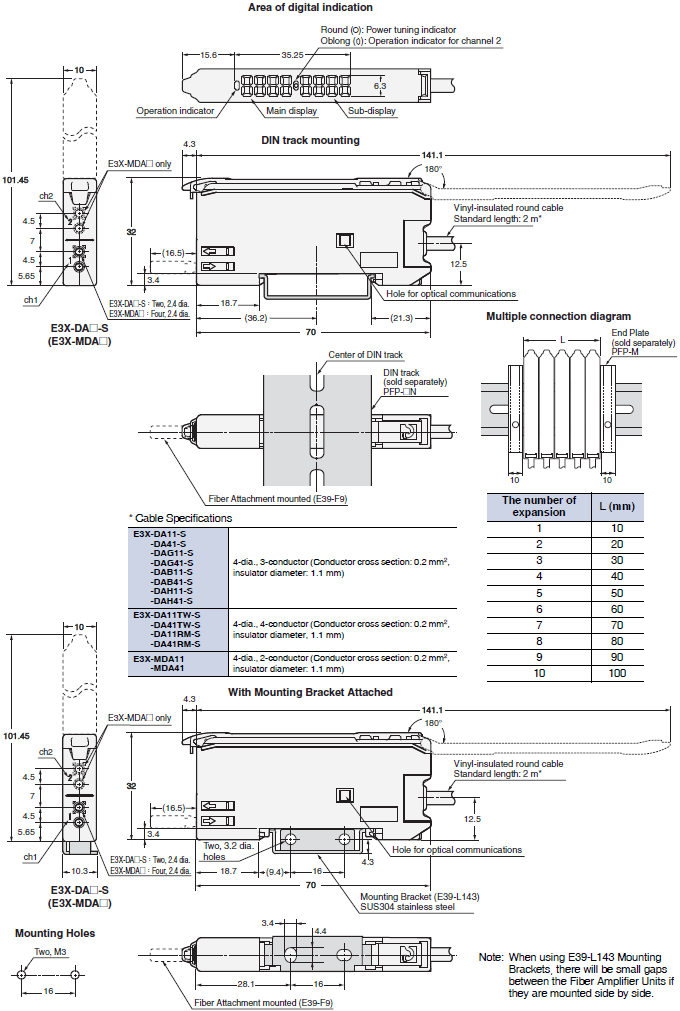 Area of digital indication
Round (O): Power tuning indicator
Oblong (◊): Operation indicator for channel 2
15.6
35.25
6.3
Operation indicator
Main display
Sub-display
10
101.45
E3X-MDA□ only
ch2
2
4.5
7
4.5
1
5.65
ch1
E3X-DA□-S : Two, 2.4 dia.
E3X-MDA□ : Four, 2.4 dia.
E3X-DA□-S
(E3X-MDA□)
DIN track mounting
4.3
141.1
180°
Vinyl-insulated round cable
Standard length: 2 m*
32
(16.5)
12.5
3.4
Hole for optical communications
18.7
(36.2)
(21.3)
70
Center of DIN track
DIN track
(sold separately)
PFP-□N
Fiber Attachment mounted (E39-F9)
Multiple connection diagram
End Plate
(sold separately)
PFP-M
L
10
10
* Cable Specifications
E3X-DA11-S
-DA41-S
-DAG11-S
-DAG41-S
-DAB11-S
-DAB41-S
-DAH11-S
-DAH41-S
4-dia., 3-conductor (Conductor cross section: 0.2 mm², insulator diameter: 1.1 mm)
E3X-DA11TW-S
-DA41TW-S
-DA11RM-S
-DA41RM-S
4-dia., 4-conductor (Conductor cross section: 0.2 mm², insulator diameter, 1.1 mm)
E3X-MDA11
-MDA41
4-dia., 2-conductor (Conductor cross section: 0.2 mm², insulator diameter: 1.1 mm)
The number of expansion L (mm)
1 10
2 20
3 30
4 40
5 50
6 60
7 70
8 80
9 90
10 100
With Mounting Bracket Attached
10
101.45
E3X-MDA□ only
ch2
2
4.5
7
4.5
1
5.65
ch1
10.3
E3X-DA□-S : Two, 2.4 dia.
E3X-MDA□ : Four, 2.4 dia.
E3X-DA□-S
(E3X-MDA□)
4.3
141.1
180°
Vinyl-insulated round cable
Standard length: 2 m*
32
(16.5)
12.5
3.4
Two, 3.2 dia.
holes
Hole for optical communications
4.3
18.7
(9.4)
16
70
Mounting Bracket (E39-L143)
SUS304 stainless steel
Mounting Holes
Two, M3
16
3.4
4.4
28.1
16
Fiber Attachment mounted (E39-F9)
Note: When using E39-L143 Mounting
Brackets, there will be small gaps
between the Fiber Amplifier Units if
they are mounted side by side.